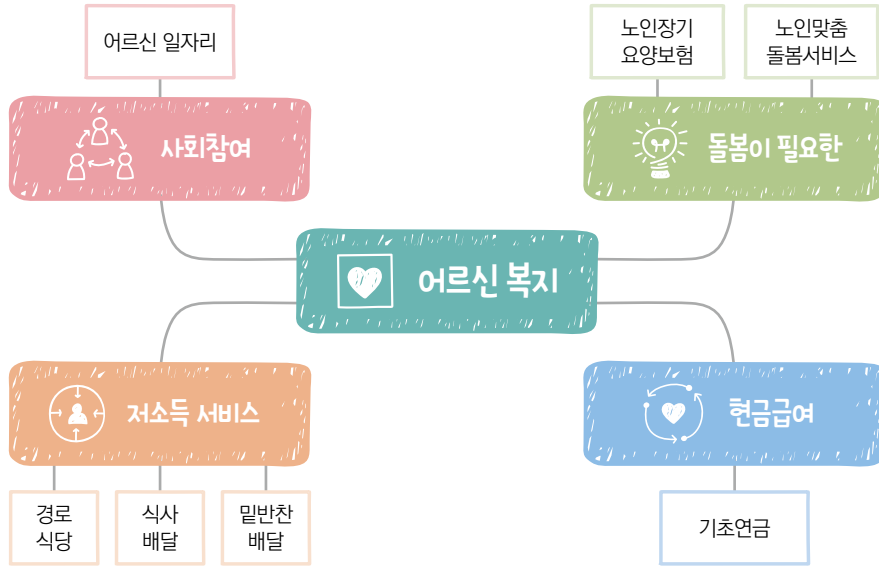 어르신 일자리
노인장기
요양보험
노인맞춤
돌봄서비스
사회참여
돌봄이 필요한
어르신 복지
저소득 서비스
현금급여
경로
식당
식사
배달
밑반찬
배달
기초연금